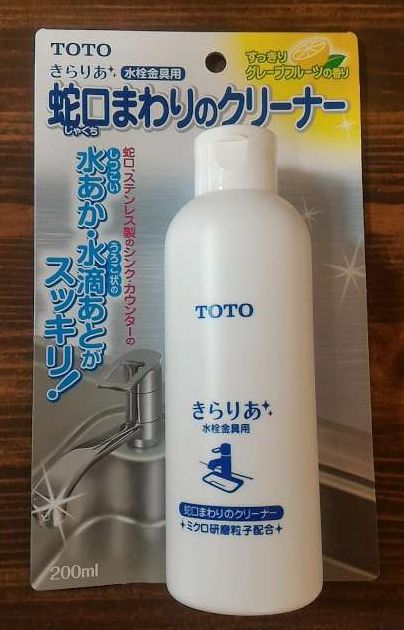 TOTO
きらりあ 水栓金具用
すっきり
グレープフルーツの香り
蛇口まわりのクリーナー
じゃぐち
蛇口、ステンレス製のシンク・カウンターの
しつこい うろこ状の
水あか・水滴あとが
スッキリ!
TOTO
きらりあ
水栓金具用
蛇口まわりのクリーナー
ミクロ研磨粒子配合
200ml